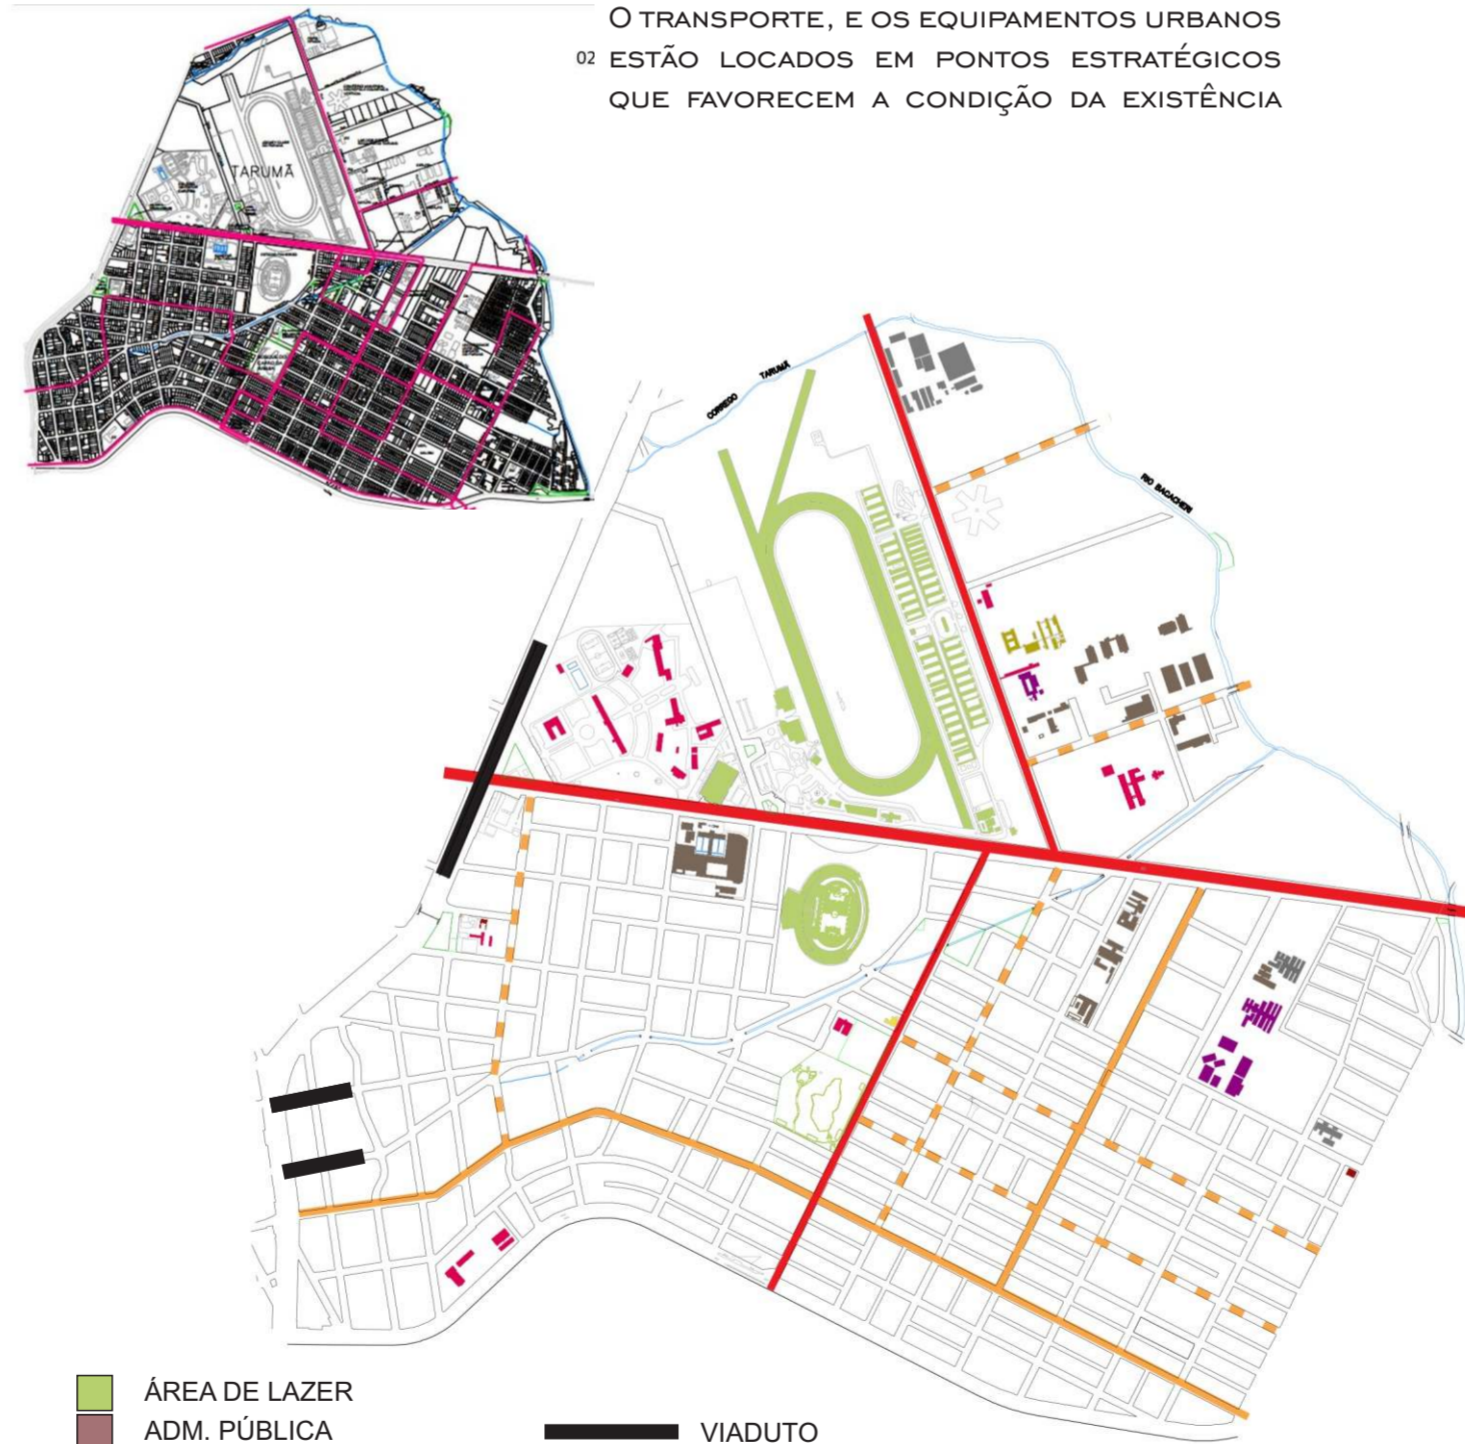 O TRANSPORTE, E OS EQUIPAMENTOS URBANOS
02 ESTÃO LOCADOS EM PONTOS ESTRATÉGICOS
QUE FAVORECEM A CONDIÇÃO DA EXISTÊNCIA
TARUMÃ
CORREGO TARUMÃ
RIO BACACHERI
ÁREA DE LAZER
ADM. PÚBLICA
VIADUTO